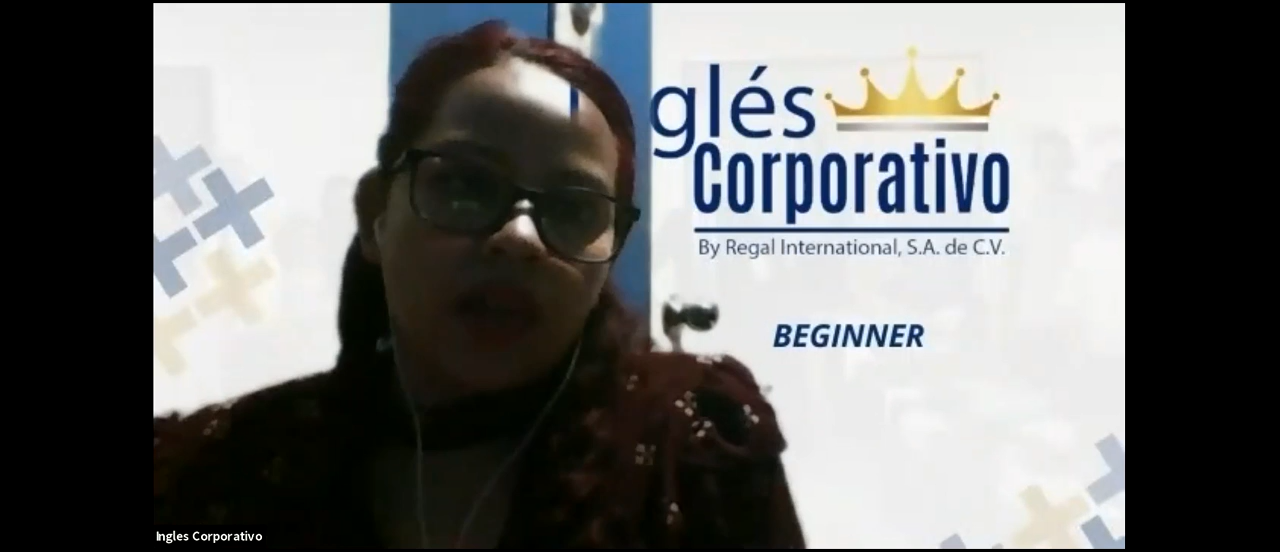 glés
Corporativo
By Regal International, S.A. de C.V.
BEGINNER
Ingles Corporativo